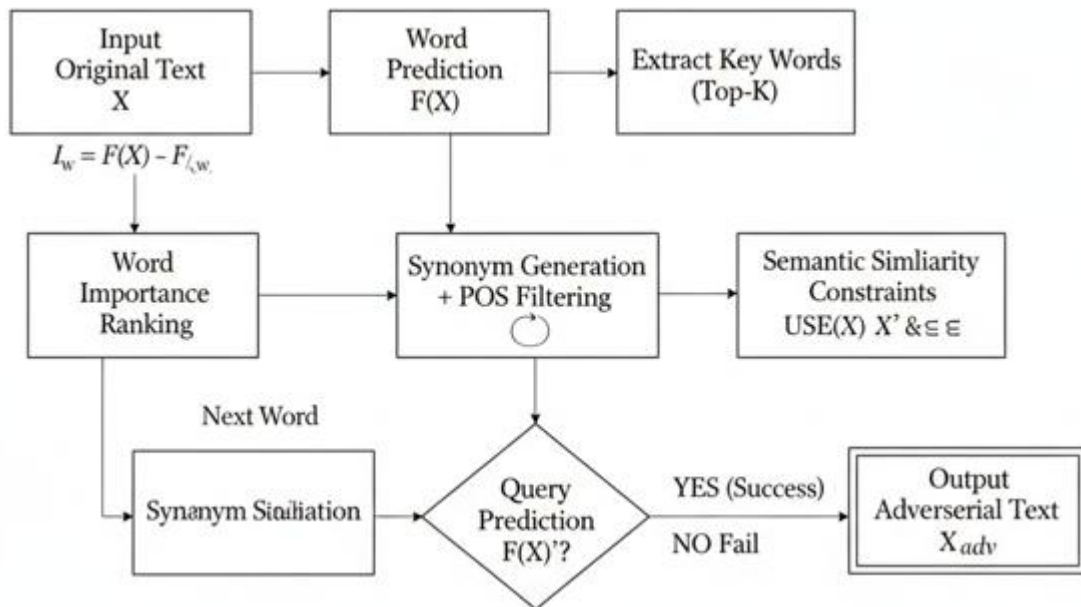 Input
Original Text
X
Word
Prediction
F(X)
Extract Key Words
(Top-K)
I_w = F(X) - F
Word
Importance
Ranking
Synonym Generation
+ POS Filtering
Semantic Simliarity
Constraints
USE(X) X' &⊆ ∈
Next Word
Synanym
Query
Prediction
F(X)'?
YES (Success)
NO Fail
Output
Adverserial Text
X adv